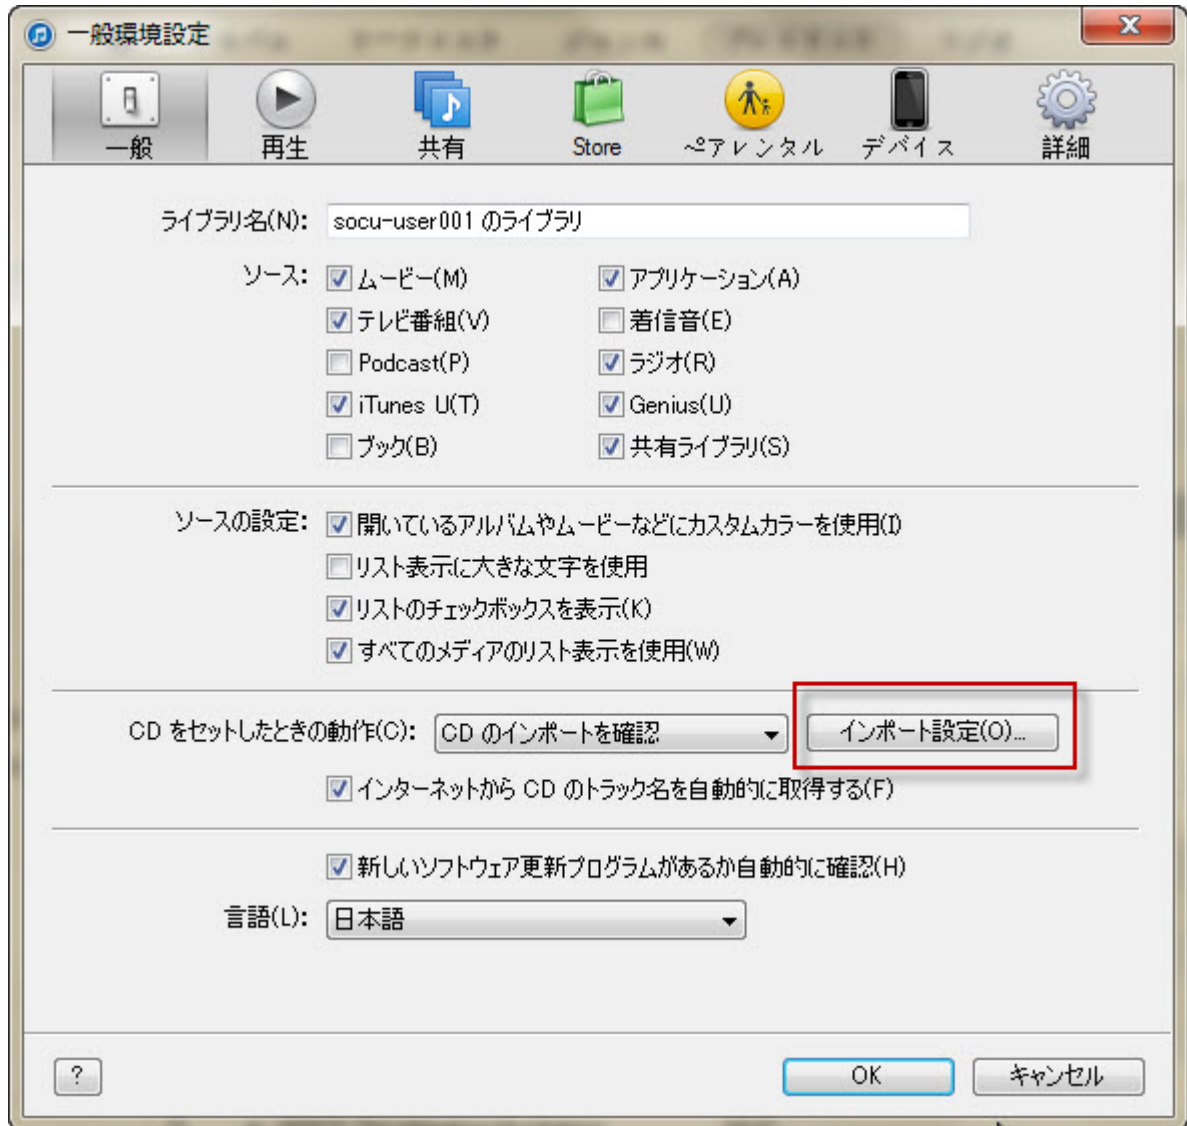 一般環境設定
一般 再生 共有 Store ペアレンタル デバイス 詳細
ライブラリ名(N): socu-user001 のライブラリ
ソース: ムービー(M) アプリケーション(A)
テレビ番組(V) 着信音(E)
Podcast(P) ラジオ(R)
iTunes U(T) Genius(U)
ブック(B) 共有ライブラリ(S)
ソースの設定: 開いているアルバムやムービーなどにカスタムカラーを使用(I)
リスト表示に大きな文字を使用
リストのチェックボックスを表示(K)
すべてのメディアのリスト表示を使用(W)
CD をセットしたときの動作(C): CD のインポートを確認 インポート設定(O)...
インターネットから CD のトラック名を自動的に取得する(F)
新しいソフトウェア更新プログラムがあるか自動的に確認(H)
言語(L): 日本語
? OK キャンセル